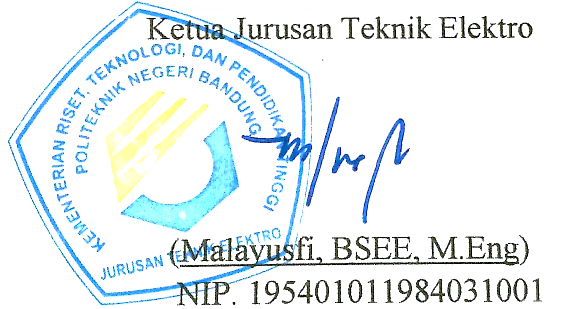 Ketua Jurusan Teknik Elektro
KEMENTERIAN RISET, TEKNOLOGI, DAN PENDIDIKAN TINGGI
POLITEKNIK NEGERI BANDUNG
JURUSAN TEKNIK ELEKTRO
(Malayusfi, BSEE, M.Eng)
NIP. 195401011984031001